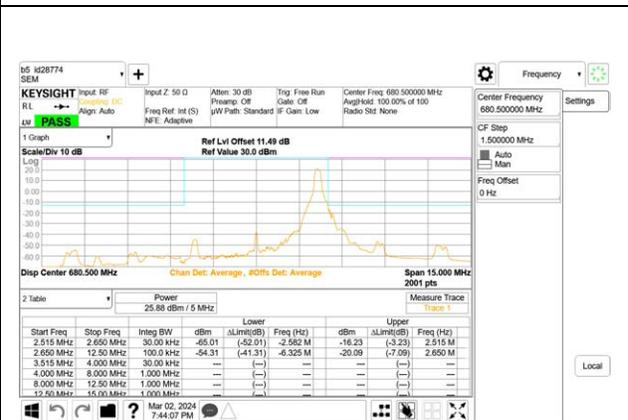 b5 id28774
SEM
Frequency
KEYSIGHT Input: RF Input Z: 50 Ω Atten: 30 dB Trig: Free Run Center Freq: 680.500000 MHz
RL Coupling: DC Preamp: Off Gate: Off Avg|Hold: 100.00% of 100
Align: Auto Freq Ref: Int (S) µW Path: Standard IF Gain: Low Radio Std: None
NFE: Adaptive
PASS
Center Frequency
680.500000 MHz
Settings
CF Step
1.500000 MHz
Auto
Man
Freq Offset
0 Hz
1 Graph
Scale/Div 10 dB
Ref Lvl Offset 11.49 dB
Ref Value 30.0 dBm
Log
20.0
10.0
0.00
-10.0
-20.0
-30.0
-40.0
-50.0
-60.0
Disp Center 680.500 MHz Chan Det: Average, #Offs Det: Average Span 15.000 MHz
2001 pts
2 Table
Power
25.88 dBm / 5 MHz
Measure Trace
Trace 1
Lower Upper
Start Freq Stop Freq Integ BW dBm ΔLimit(dB) Freq (Hz) dBm ΔLimit(dB) Freq (Hz)
2.515 MHz 2.650 MHz 30.00 kHz -65.01 (-52.01) -2.582 M -16.23 (-3.23) 2.515 M
2.650 MHz 12.50 MHz 100.0 kHz -54.31 (-41.31) -6.325 M -20.09 (-7.09) 2.650 M
3.515 MHz 4.000 MHz 30.00 kHz --- (---) --- --- (---) ---
4.000 MHz 8.000 MHz 1.000 MHz --- (---) --- --- (---) ---
8.000 MHz 12.50 MHz 1.000 MHz --- (---) --- --- (---) ---
12.50 MHz 15.00 MHz 1.000 MHz --- (---) --- --- (---) ---
Local
Mar 02, 2024
7:44:07 PM